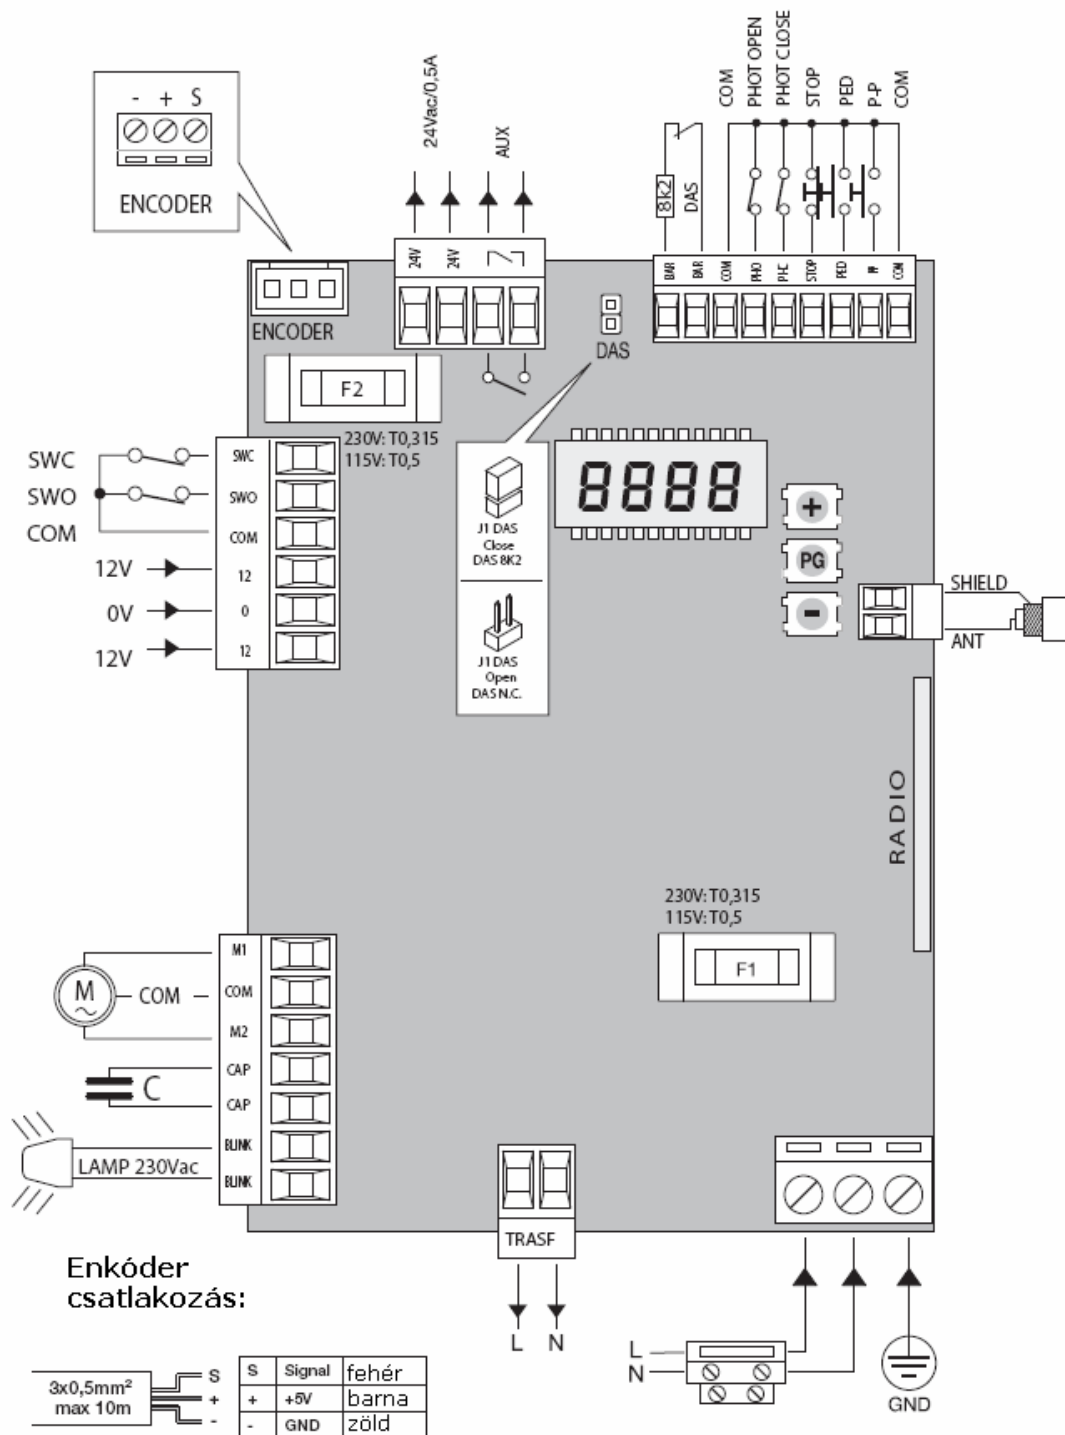 - + S
ENCODER
24Vac/0,5A
AUX
8k2
DAS
COM
PHOT OPEN
PHOT CLOSE
STOP
PED
P-P
COM
ENCODER
24V
24V
DAS
BAR
BAR
COM
PHO
PHC
STOP
PED
PP
COM
F2
230V: T0,315
115V: T0,5
SWC
SWO
COM
12V
0V
12V
SWC
SWO
COM
12
0
12
J1 DAS
Close
DAS 8K2
J1 DAS
Open
DAS N.C.
8888
+
PG
-
SHIELD
ANT
RADIO
230V: T0,315
115V: T0,5
F1
M
COM
C
LAMP 230Vac
M1
COM
M2
CAP
CAP
BLINK
BLINK
TRASF
L N
L
N
GND
Enkóder
csatlakozás:
3x0,5mm²
max 10m
S
+
-
S Signal fehér
+ +5V barna
- GND zöld